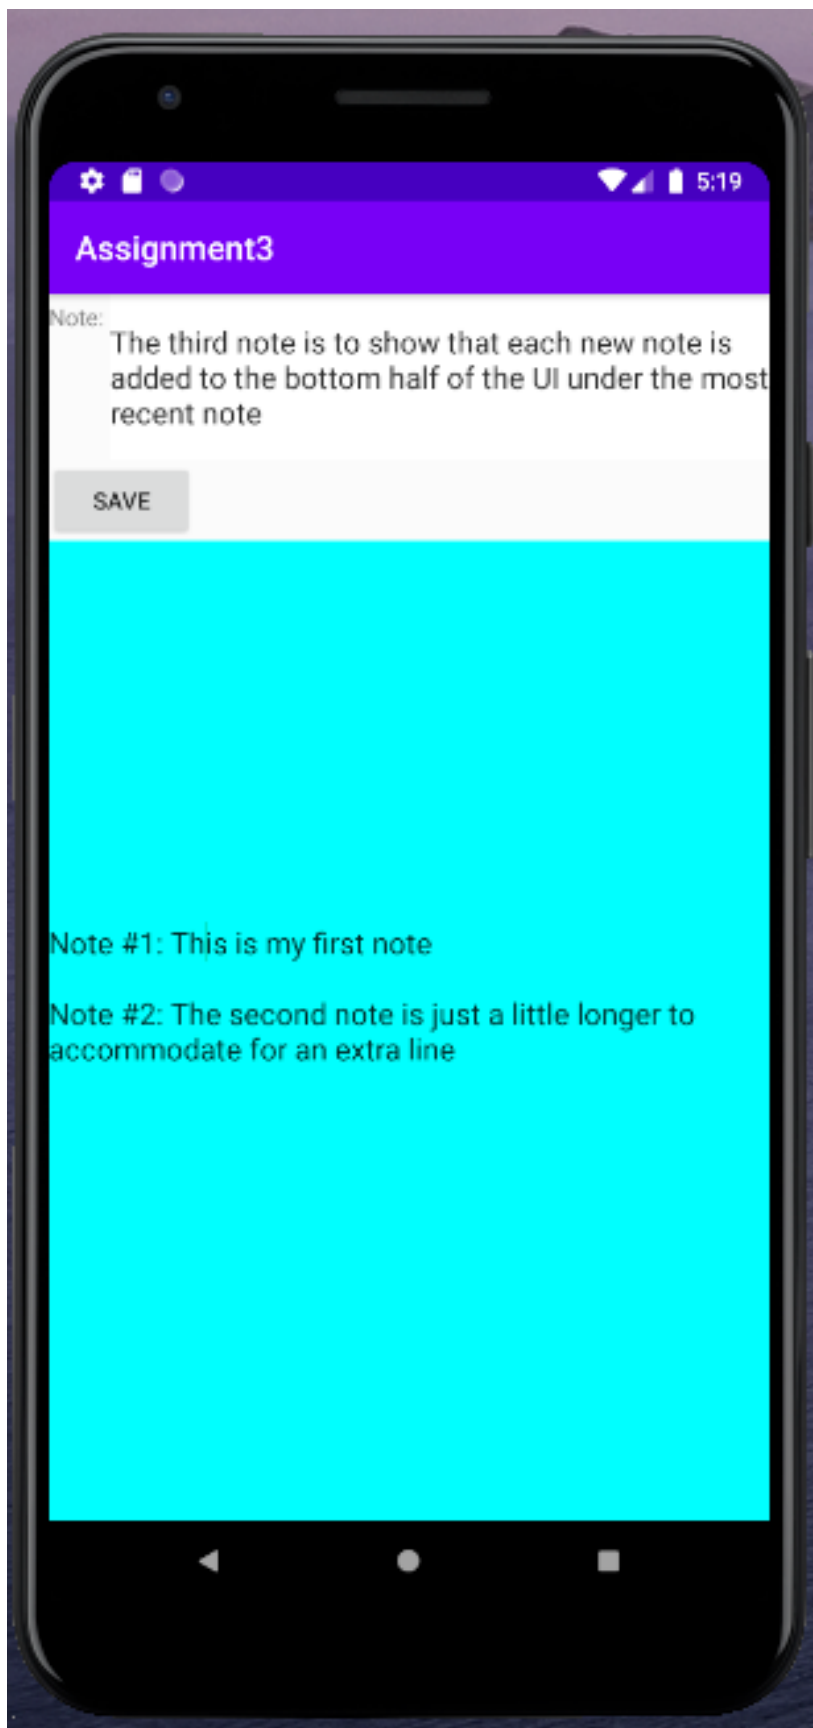 5:19
Assignment3
Note:
The third note is to show that each new note is
added to the bottom half of the UI under the most
recent note
SAVE
Note #1: This is my first note
Note #2: The second note is just a little longer to
accommodate for an extra line